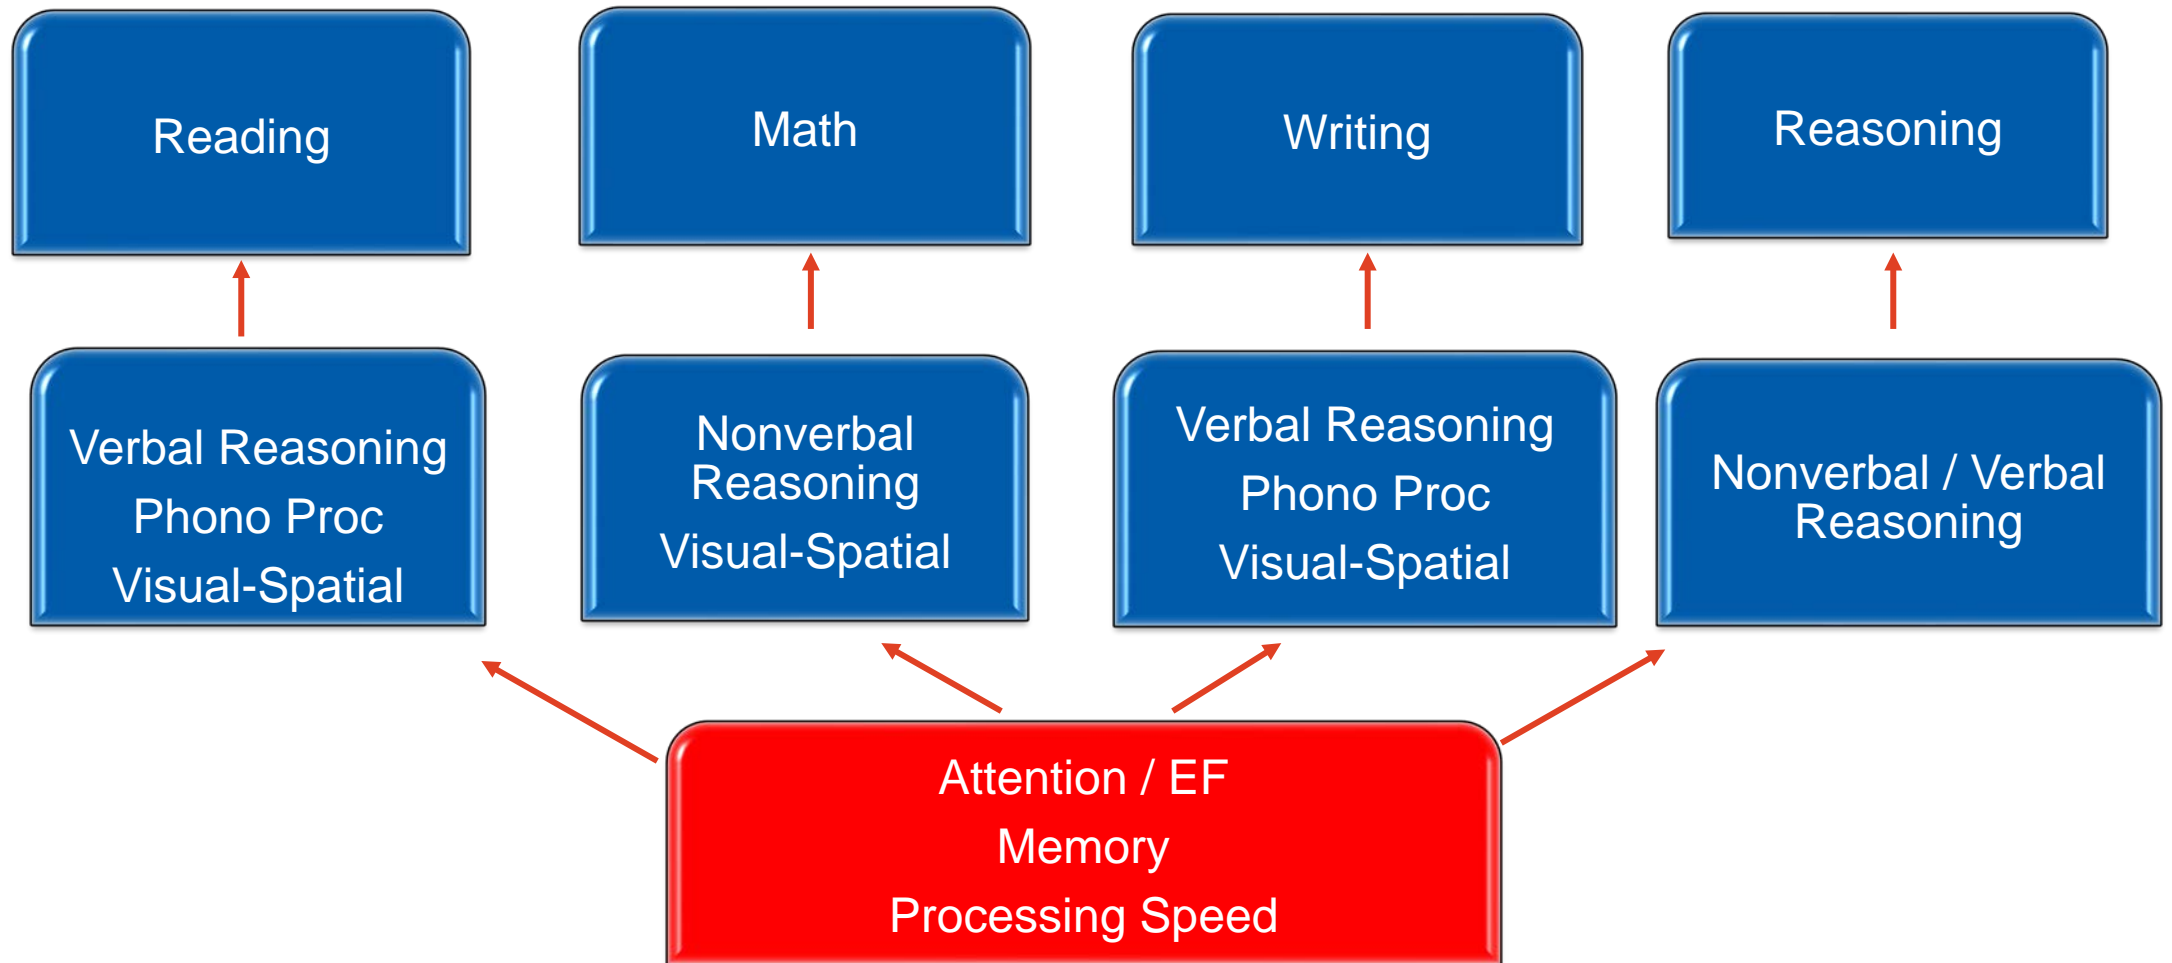 Reading
Math
Writing
Reasoning
Verbal Reasoning
Phono Proc
Visual-Spatial
Nonverbal
Reasoning
Visual-Spatial
Verbal Reasoning
Phono Proc
Visual-Spatial
Nonverbal / Verbal
Reasoning
Attention / EF
Memory
Processing Speed